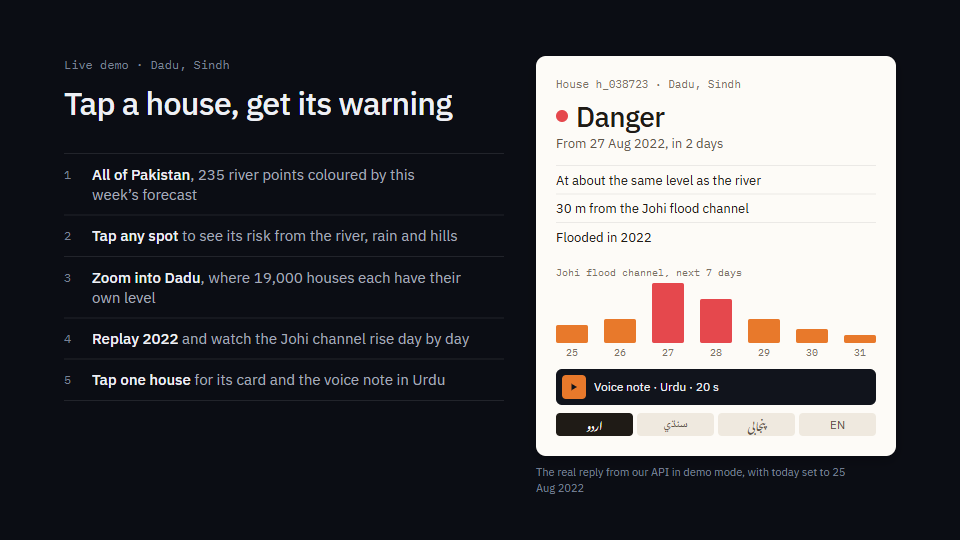 Live demo · Dadu, Sindh
Tap a house, get its warning
1 All of Pakistan, 235 river points coloured by this
week’s forecast
2 Tap any spot to see its risk from the river, rain and hills
3 Zoom into Dadu, where 19,000 houses each have their
own level
4 Replay 2022 and watch the Johi channel rise day by day
5 Tap one house for its card and the voice note in Urdu
House h_038723 · Dadu, Sindh
Danger
From 27 Aug 2022, in 2 days
At about the same level as the river
30 m from the Johi flood channel
Flooded in 2022
Johi flood channel, next 7 days
25 26 27 28 29 30 31
Voice note · Urdu · 20 s
اردو سنڌي پنجابی EN
The real reply from our API in demo mode, with today set to 25
Aug 2022